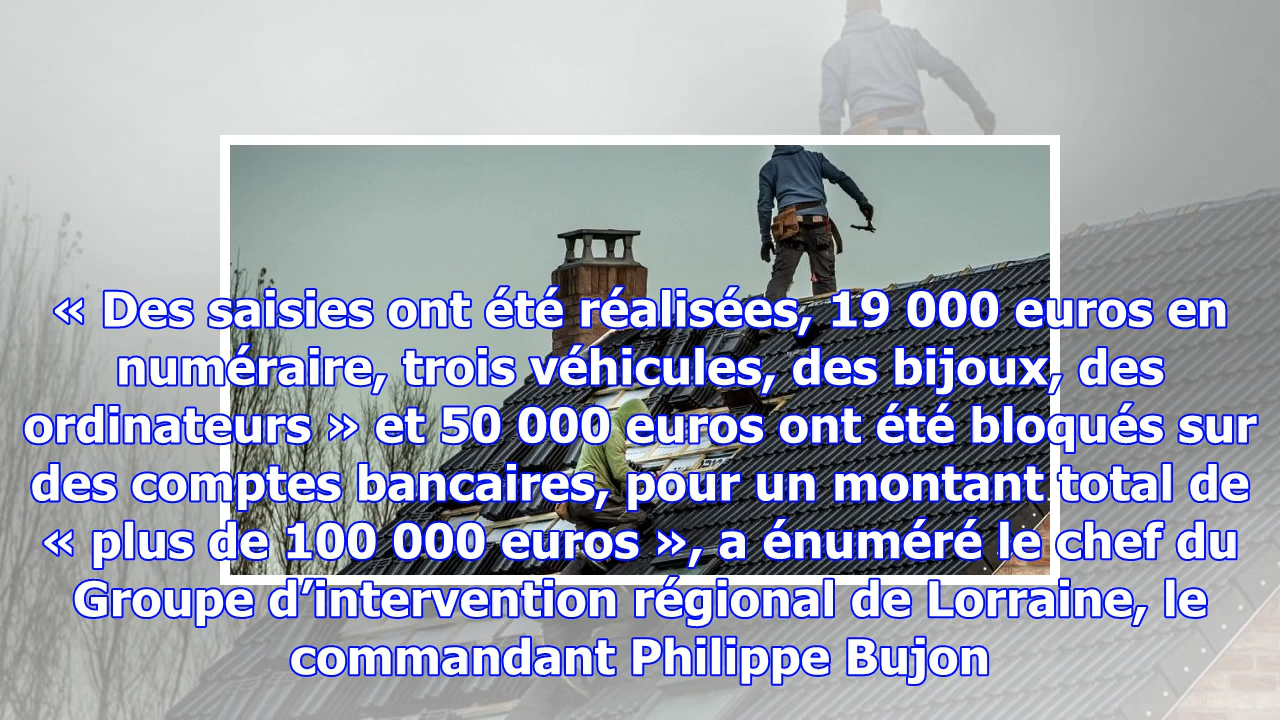 « Des saisies ont été réalisées, 19 000 euros en
numéraire, trois véhicules, des bijoux, des
ordinateurs » et 50 000 euros ont été bloqués sur
des comptes bancaires, pour un montant total de
« plus de 100 000 euros », a énuméré le chef du
Groupe d’intervention régional de Lorraine, le
commandant Philippe Bujon